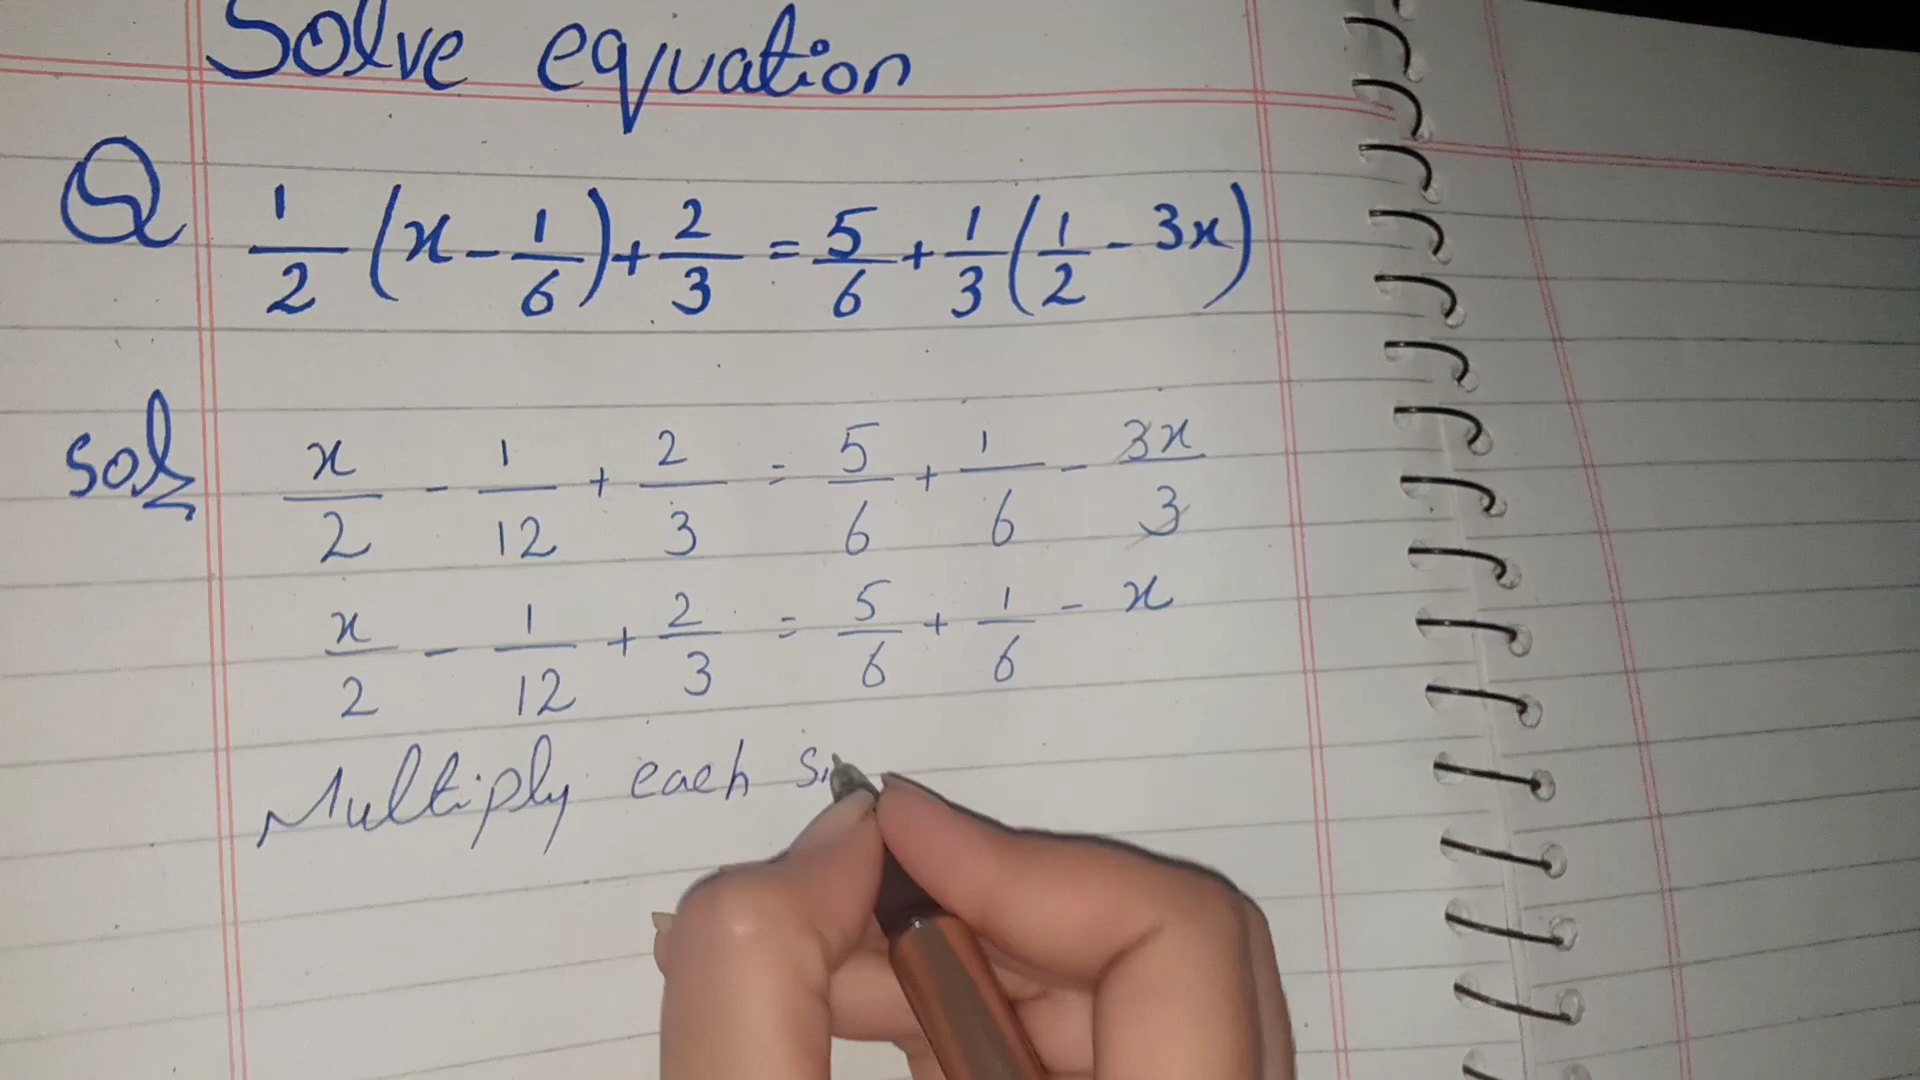 Solve equation
Q 1/2 (x - 1/6) + 2/3 = 5/6 + 1/3 (1/2 - 3x)
Sol x/2 - 1/12 + 2/3 = 5/6 + 1/6 - 3x/3
x/2 - 1/12 + 2/3 = 5/6 + 1/6 - x
Multiply each si